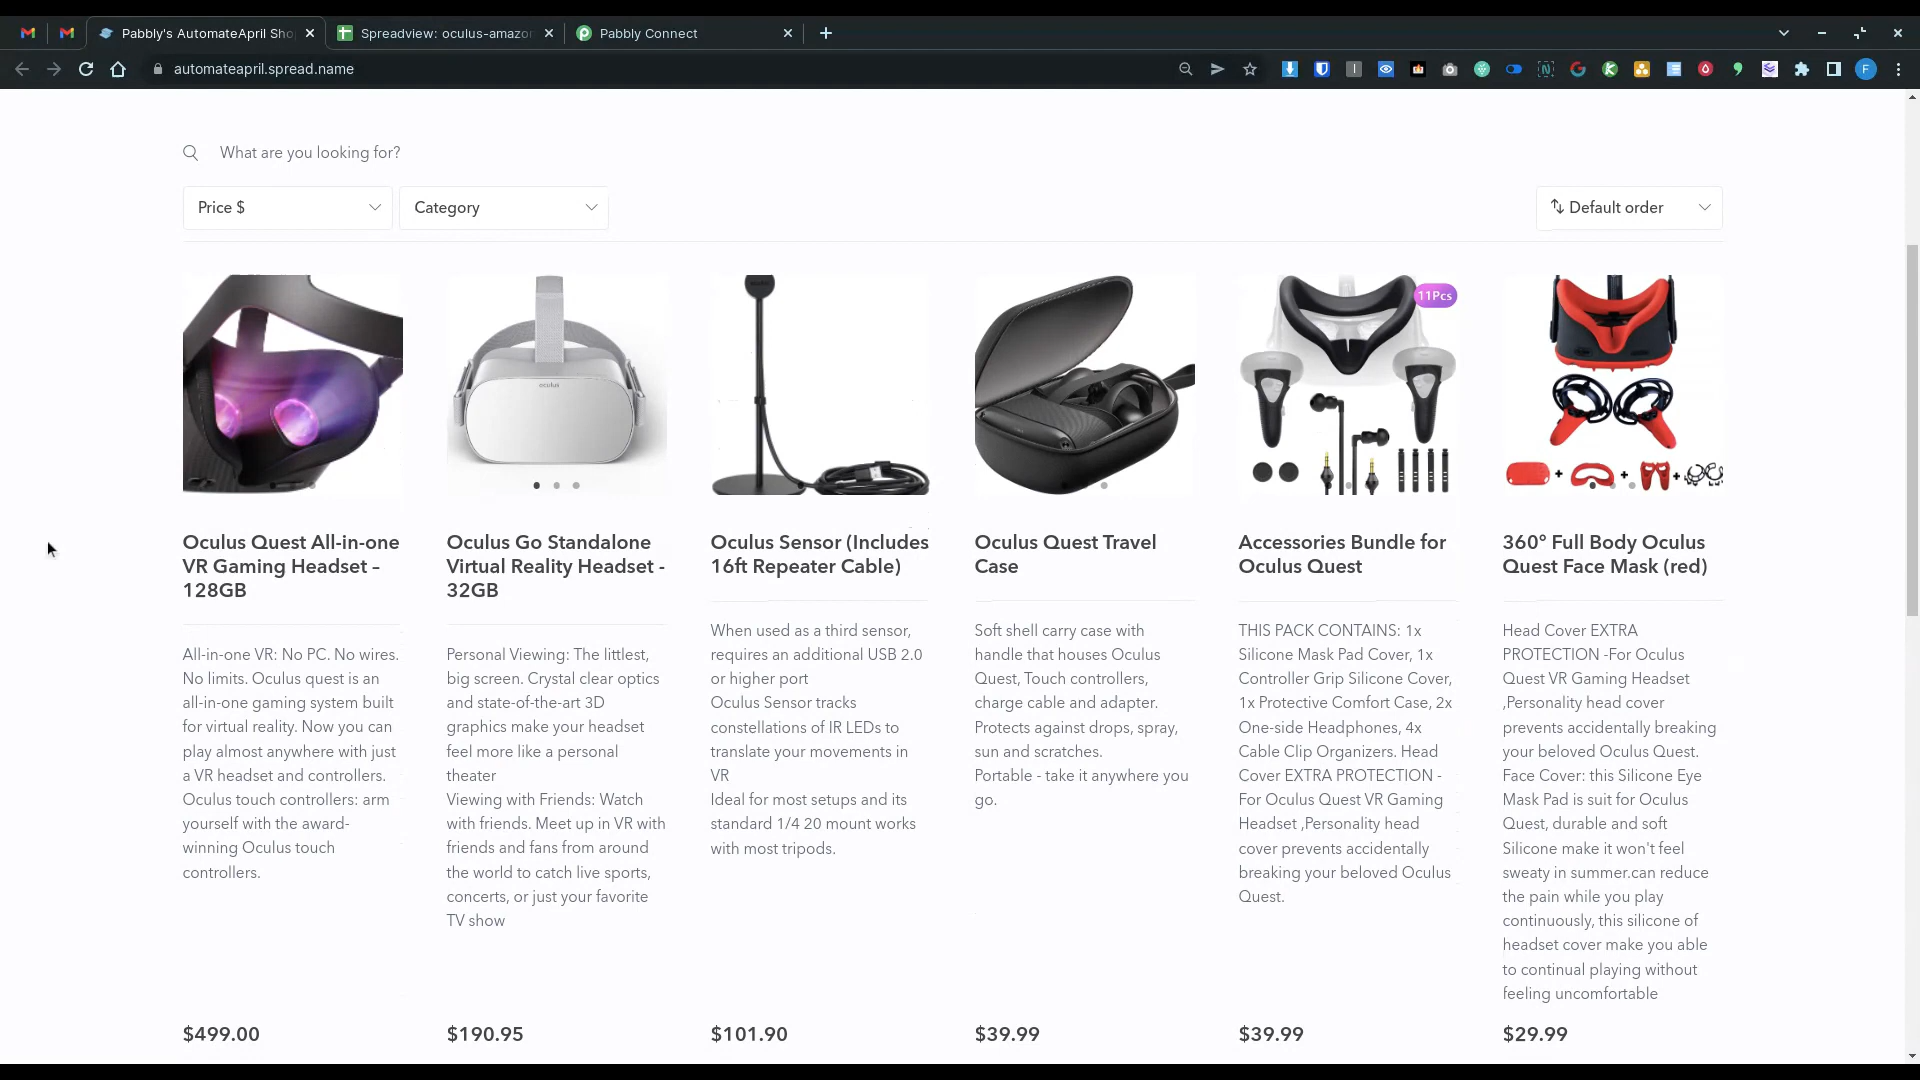 Pabbly's AutomateApril Sho
Spreadview: oculus-amazon
Pabbly Connect
automateapril.spread.name
F
What are you looking for?
Price $
Category
Default order
oculus
11Pcs
Oculus Quest All-in-one
VR Gaming Headset –
128GB
All-in-one VR: No PC. No wires.
No limits. Oculus quest is an
all-in-one gaming system built
for virtual reality. Now you can
play almost anywhere with just
a VR headset and controllers.
Oculus touch controllers: arm
yourself with the award-
winning Oculus touch
controllers.
$499.00
Oculus Go Standalone
Virtual Reality Headset -
32GB
Personal Viewing: The littlest,
big screen. Crystal clear optics
and state-of-the-art 3D
graphics make your headset
feel more like a personal
theater
Viewing with Friends: Watch
with friends. Meet up in VR with
friends and fans from around
the world to catch live sports,
concerts, or just your favorite
TV show
$190.95
Oculus Sensor (Includes
16ft Repeater Cable)
When used as a third sensor,
requires an additional USB 2.0
or higher port
Oculus Sensor tracks
constellations of IR LEDs to
translate your movements in
VR
Ideal for most setups and its
standard 1/4 20 mount works
with most tripods.
$101.90
Oculus Quest Travel
Case
Soft shell carry case with
handle that houses Oculus
Quest, Touch controllers,
charge cable and adapter.
Protects against drops, spray,
sun and scratches.
Portable - take it anywhere you
go.
$39.99
Accessories Bundle for
Oculus Quest
THIS PACK CONTAINS: 1x
Silicone Mask Pad Cover, 1x
Controller Grip Silicone Cover,
1x Protective Comfort Case, 2x
One-side Headphones, 4x
Cable Clip Organizers. Head
Cover EXTRA PROTECTION -
For Oculus Quest VR Gaming
Headset ,Personality head
cover prevents accidentally
breaking your beloved Oculus
Quest.
$39.99
360° Full Body Oculus
Quest Face Mask (red)
Head Cover EXTRA
PROTECTION -For Oculus
Quest VR Gaming Headset
,Personality head cover
prevents accidentally breaking
your beloved Oculus Quest.
Face Cover: this Silicone Eye
Mask Pad is suit for Oculus
Quest, durable and soft
Silicone make it won't feel
sweaty in summer.can reduce
the pain while you play
continuously, this silicone of
headset cover make you able
to continual playing without
feeling uncomfortable
$29.99